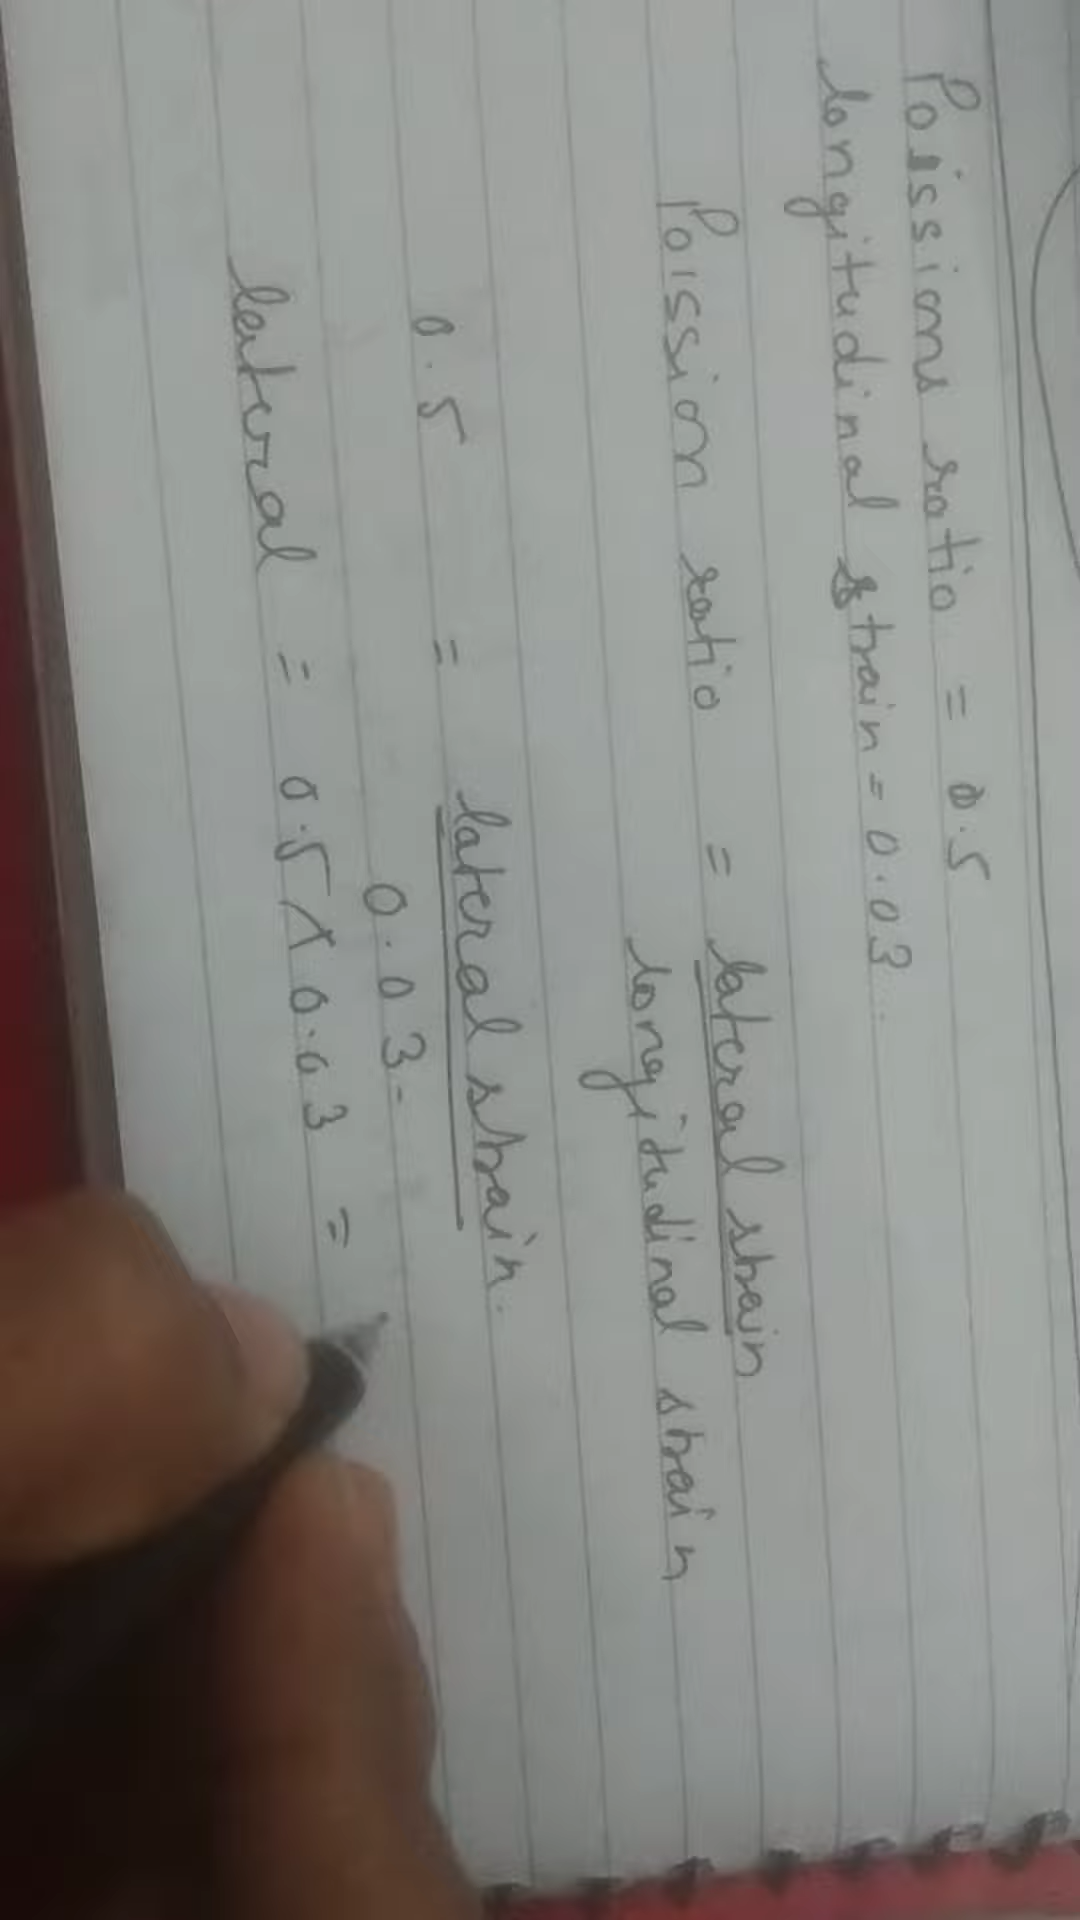 Poissions ratio = 0.5
longitudinal strain = 0.03.
Poission ratio = lateral strain
longitudinal strain
0.5 = lateral strain.
0.03.
lateral = 0.5 x 0.03 =